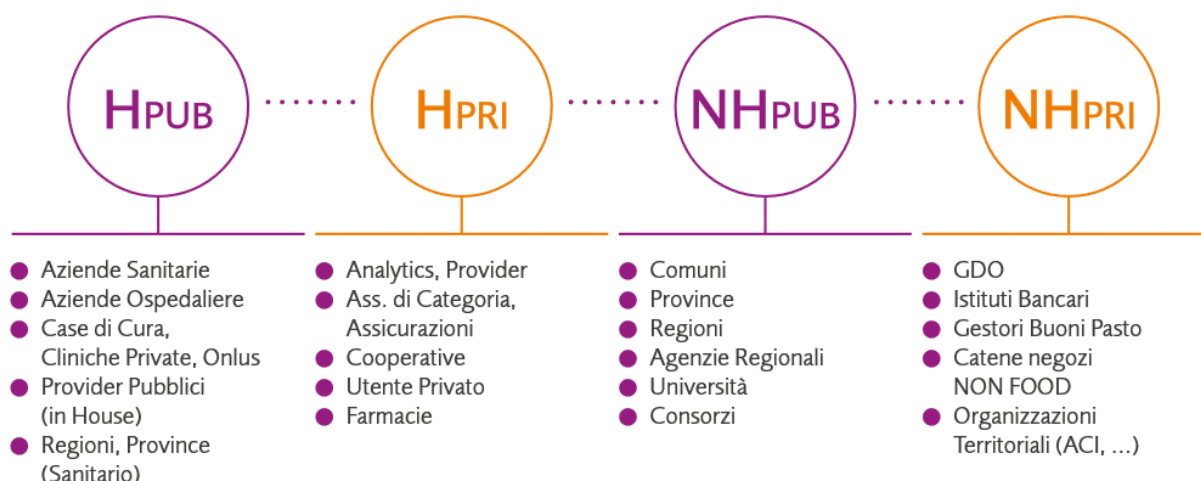 HPUB
HPRI
NHPUB
NHPRI
Aziende Sanitarie
Aziende Ospedaliere
Case di Cura,
Cliniche Private, Onlus
Provider Pubblici
(in House)
Regioni, Province
(Sanitario)
Analytics, Provider
Ass. di Categoria,
Assicurazioni
Cooperative
Utente Privato
Farmacie
Comuni
Province
Regioni
Agenzie Regionali
Università
Consorzi
GDO
Istituti Bancari
Gestori Buoni Pasto
Catene negozi
NON FOOD
Organizzazioni
Territoriali (ACI, ...)